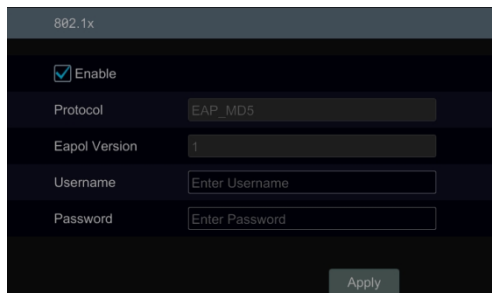 802.1x
Enable
Protocol EAP_MD5
Eapol Version 1
Username Enter Username
Password Enter Password
Apply